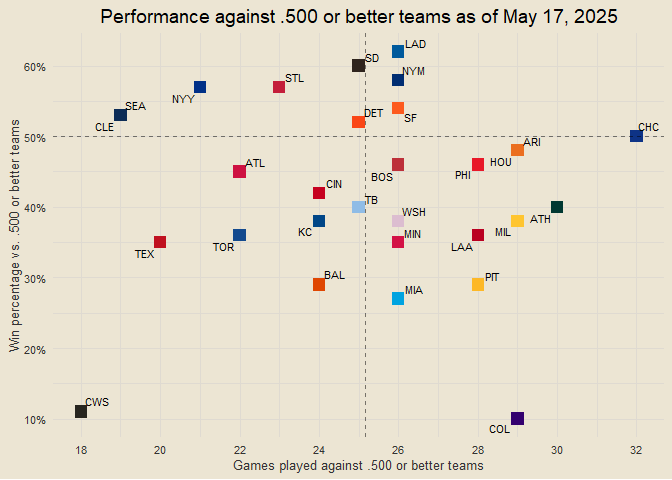 Performance against .500 or better teams as of May 17, 2025
LAD
SD
60%
NYM
STL
NYY
SEA
DET
SF
CLE
CHC
50%
ARI
ATL
HOU
BOS
PHI
CIN
TB
40%
WSH
ATH
KC
MIN
MIL
TOR
LAA
TEX
30%
BAL
PIT
MIA
20%
CWS
10%
COL
18 20 22 24 26 28 30 32
Games played against .500 or better teams
Win percentage vs. .500 or better teams